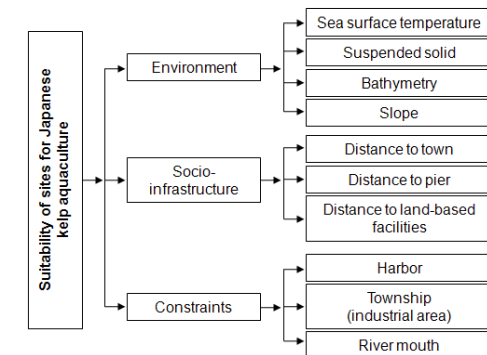 Suitability of sites for Japanese
kelp aquaculture
Environment
Sea surface temperature
Suspended solid
Bathymetry
Slope
Socio-
infrastructure
Distance to town
Distance to pier
Distance to land-based
facilities
Constraints
Harbor
Township
(industrial area)
River mouth